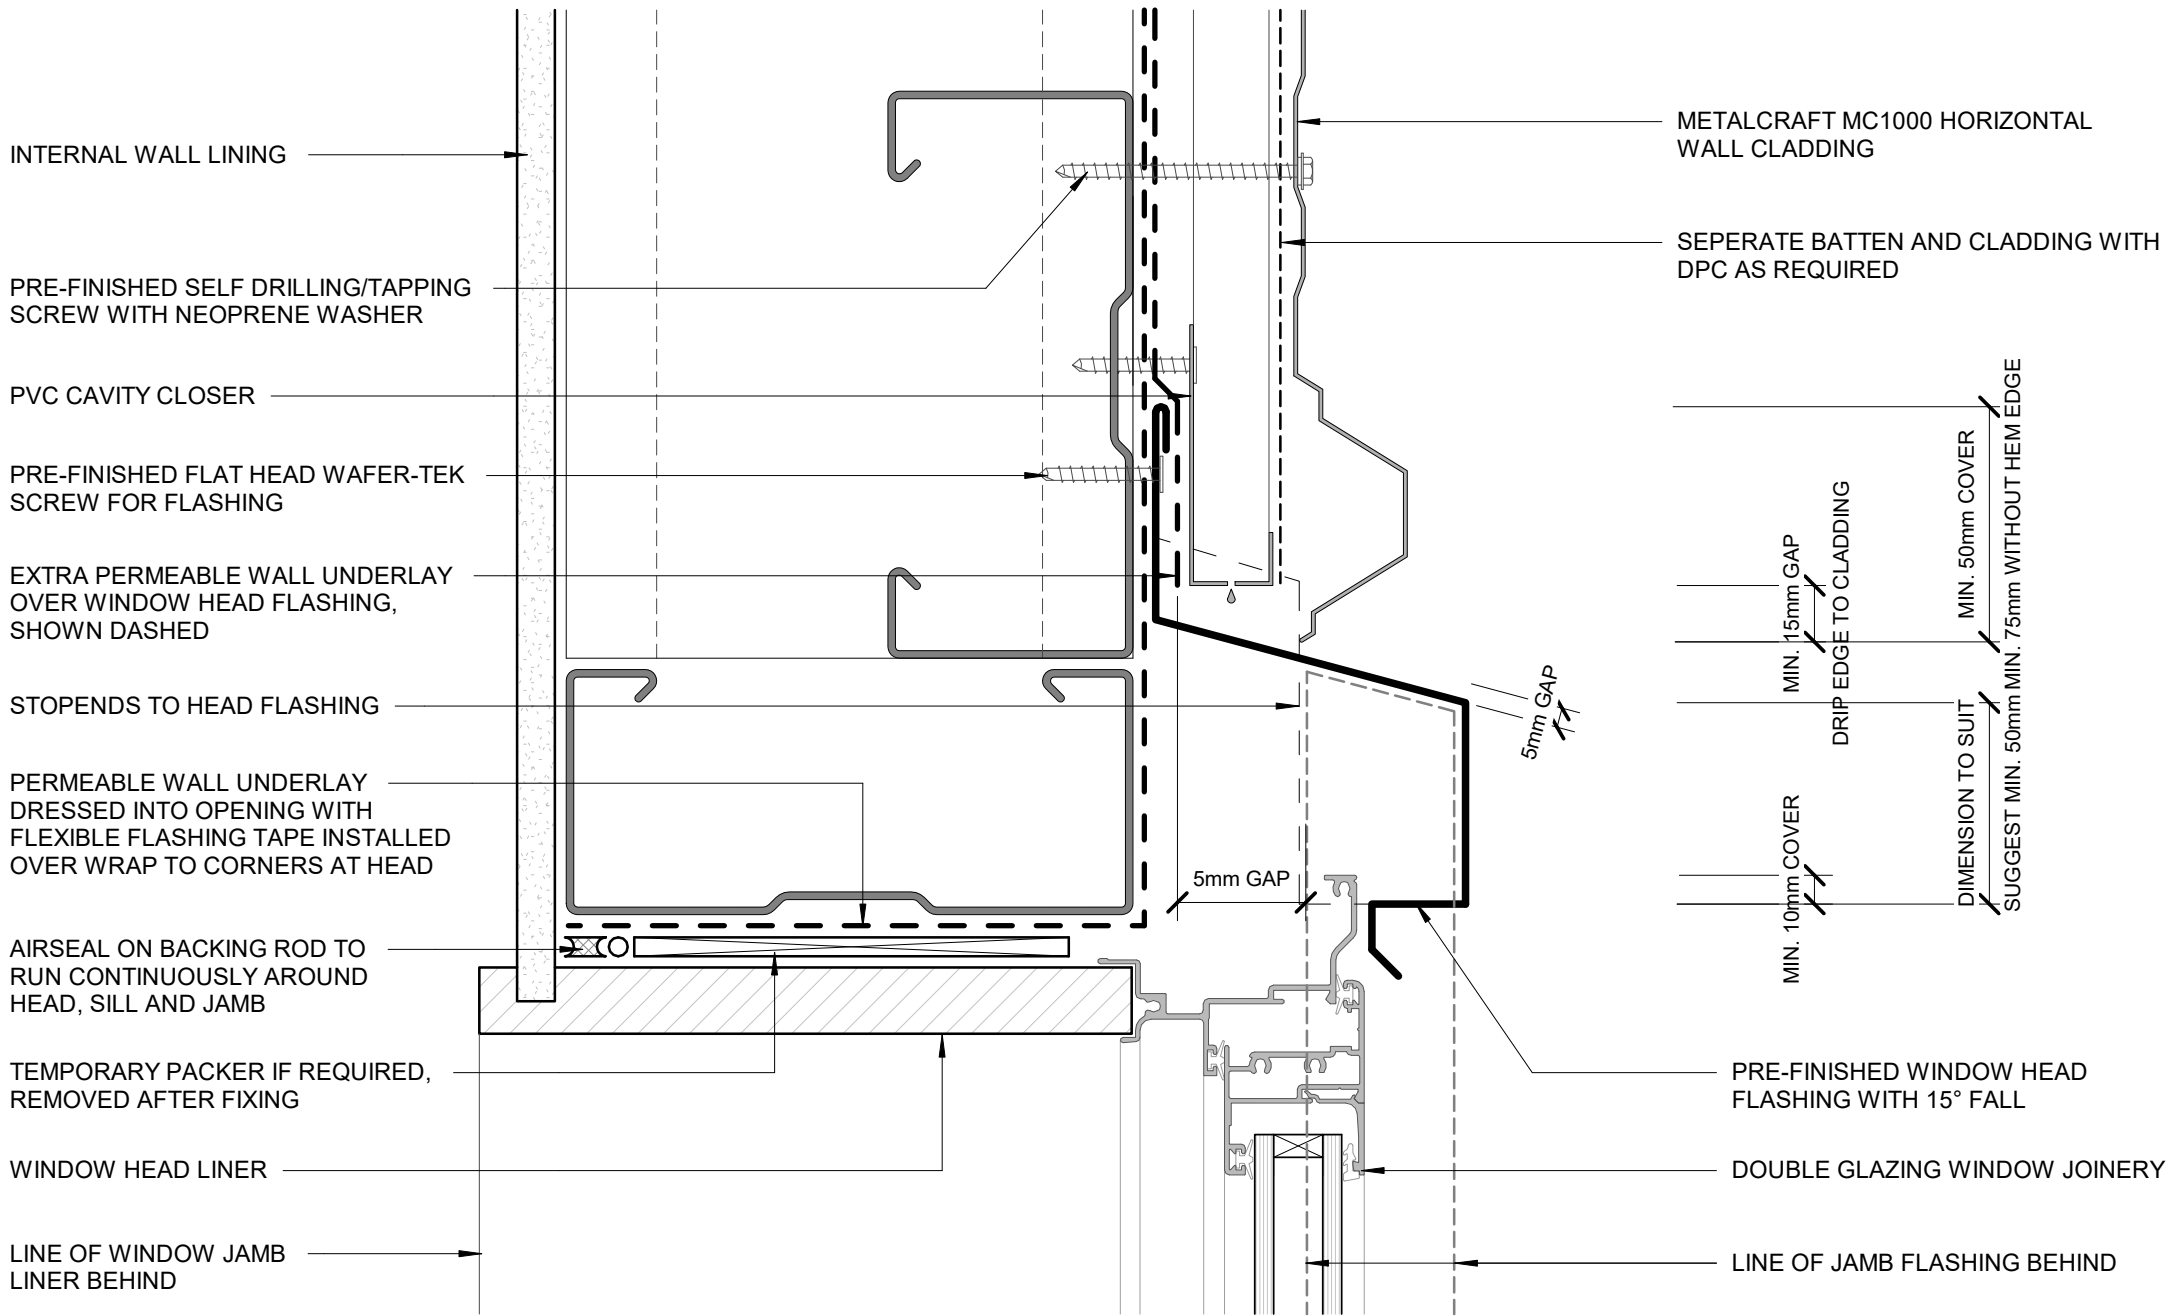 INTERNAL WALL LINING
PRE-FINISHED SELF DRILLING/TAPPING
SCREW WITH NEOPRENE WASHER
PVC CAVITY CLOSER
PRE-FINISHED FLAT HEAD WAFER-TEK
SCREW FOR FLASHING
EXTRA PERMEABLE WALL UNDERLAY
OVER WINDOW HEAD FLASHING,
SHOWN DASHED
STOPENDS TO HEAD FLASHING
PERMEABLE WALL UNDERLAY
DRESSED INTO OPENING WITH
FLEXIBLE FLASHING TAPE INSTALLED
OVER WRAP TO CORNERS AT HEAD
AIRSEAL ON BACKING ROD TO
RUN CONTINUOUSLY AROUND
HEAD, SILL AND JAMB
TEMPORARY PACKER IF REQUIRED,
REMOVED AFTER FIXING
WINDOW HEAD LINER
LINE OF WINDOW JAMB
LINER BEHIND
5mm GAP
5mm GAP
METALCRAFT MC1000 HORIZONTAL
WALL CLADDING
SEPERATE BATTEN AND CLADDING WITH
DPC AS REQUIRED
MIN. 15mm GAP
DRIP EDGE TO CLADDING
MIN. 50mm COVER
MIN. 75mm WITHOUT HEM EDGE
MIN. 10mm COVER
DIMENSION TO SUIT
SUGGEST MIN. 50mm
PRE-FINISHED WINDOW HEAD
FLASHING WITH 15° FALL
DOUBLE GLAZING WINDOW JOINERY
LINE OF JAMB FLASHING BEHIND